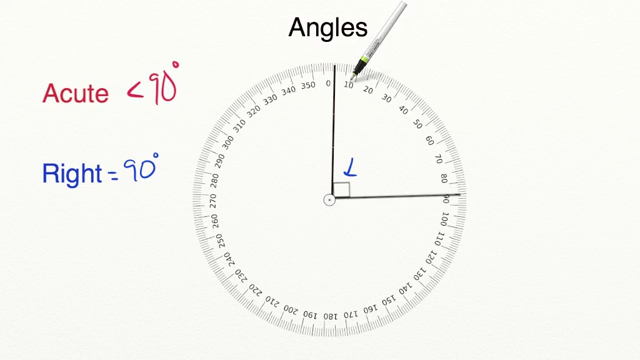 Angles
Acute < 90°
Right = 90°
0 10 20 30 40 50 60 70 80 90 100 110 120 130 140 150 160 170 180 190 200 210 220 230 240 250 260 270 280 290 300 310 320 330 340 350